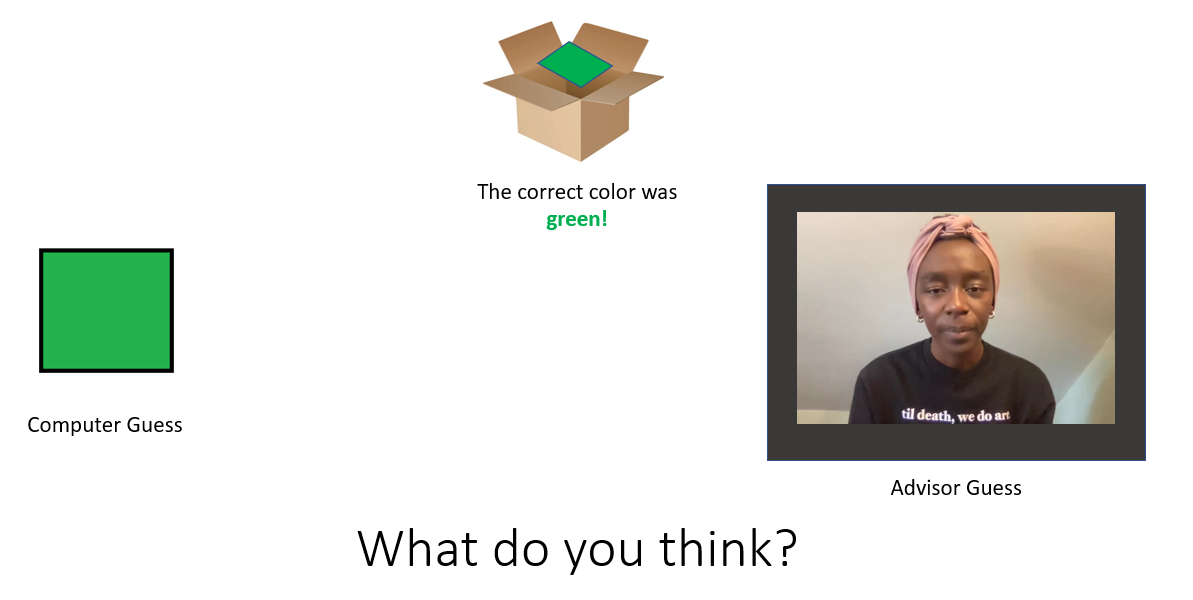 The correct color was
green!
til death, we do art
Computer Guess
Advisor Guess
What do you think?